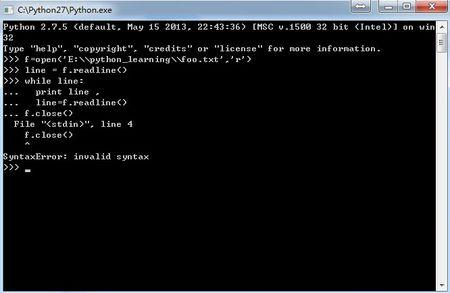 C:\Python27\Python.exe
Python 2.7.5 (default, May 15 2013, 22:43:36) [MSC v.1500 32 bit (Intel)] on win
32
Type "help", "copyright", "credits" or "license" for more information.
>>> f=open('E:\\python_learning\\foo.txt','r')
>>> line = f.readline()
>>> while line:
...   print line ,
...   line=f.readline()
... f.close()
  File "<stdin>", line 4
    f.close()
    ^
SyntaxError: invalid syntax
>>> _